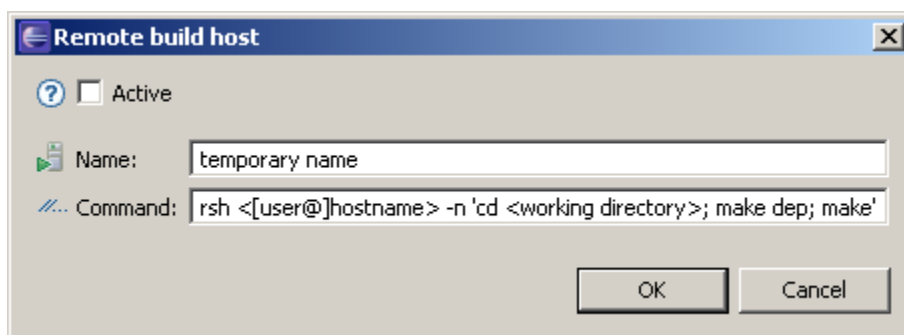 Remote build host
Active
Name: temporary name
//... Command: rsh <[user@]hostname> -n 'cd <working directory>; make dep; make'
OK Cancel